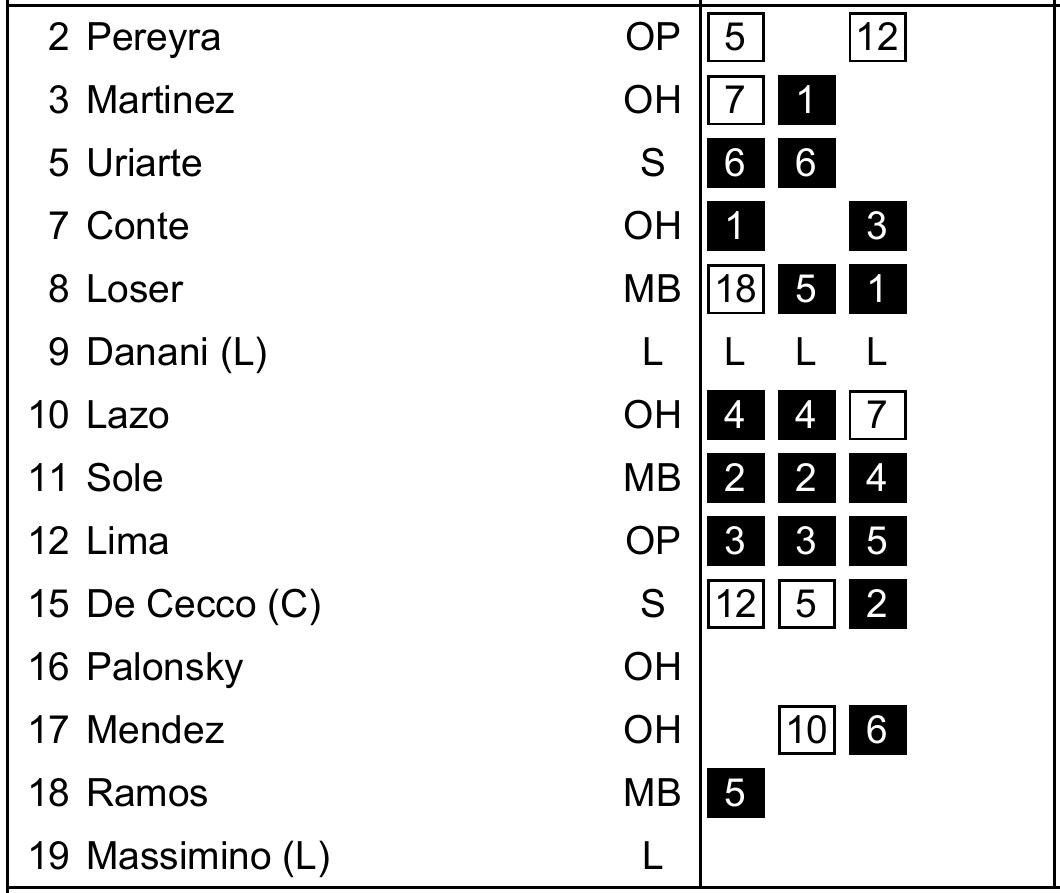 2 Pereyra OP 5 12
3 Martinez OH 7 1
5 Uriarte S 6 6
7 Conte OH 1 3
8 Loser MB 18 5 1
9 Danani (L) L L L L
10 Lazo OH 4 4 7
11 Sole MB 2 2 4
12 Lima OP 3 3 5
15 De Cecco (C) S 12 5 2
16 Palonsky OH
17 Mendez OH 10 6
18 Ramos MB 5
19 Massimino (L) L